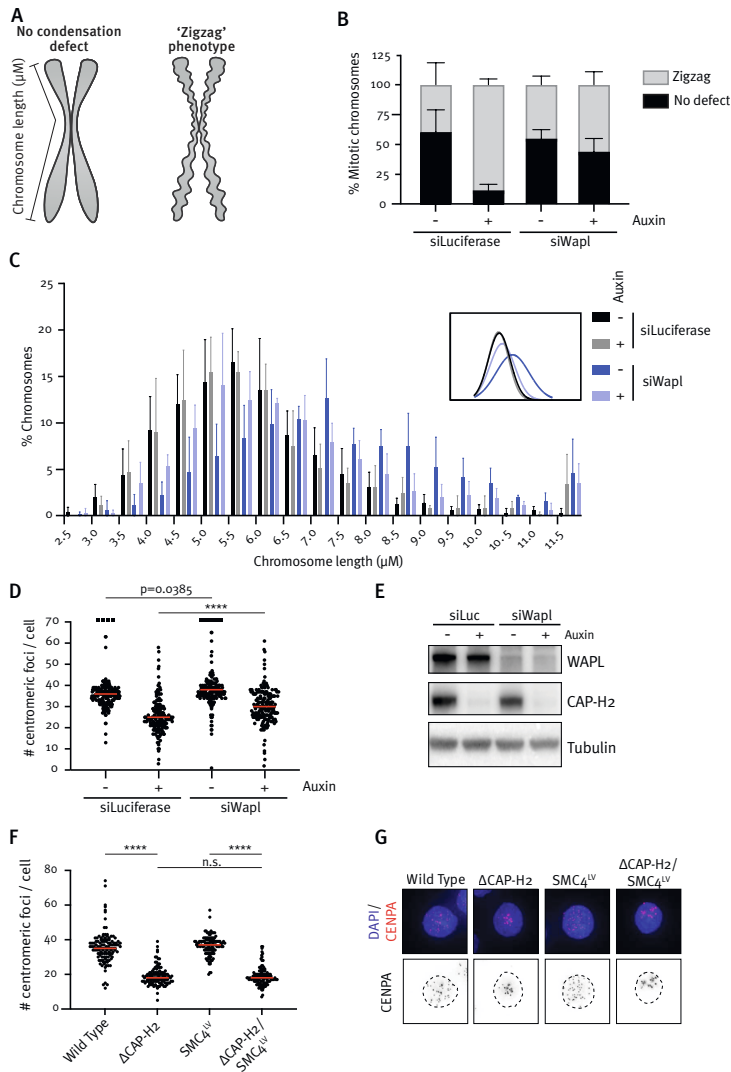 A
No condensation
defect
'Zigzag'
phenotype
Chromosome length (µM)
B
% Mitotic chromosomes
125
100
75
50
25
0
Zigzag
No defect
- + - + Auxin
siLuciferase siWapl
C
% Chromosomes
25
20
15
10
5
0
2.5 3.0 3.5 4.0 4.5 5.0 5.5 6.0 6.5 7.0 7.5 8.0 8.5 9.0 9.5 10.0 10.5 11.0 11.5
Chromosome length (µM)
Auxin
- siLuciferase
+
- siWapl
+
D
# centromeric foci / cell
p=0.0385
****
70
60
50
40
30
20
10
0
- + - + Auxin
siLuciferase siWapl
E
siLuc siWapl
- + - + Auxin
WAPL
CAP-H2
Tubulin
F
# centromeric foci / cell
**** ****
n.s.
80
60
40
20
0
Wild Type
ΔCAP-H2
SMC4LV
ΔCAP-H2/
SMC4LV
G
Wild Type ΔCAP-H2 SMC4LV ΔCAP-H2/
SMC4LV
DAPI/
CENPA
CENPA